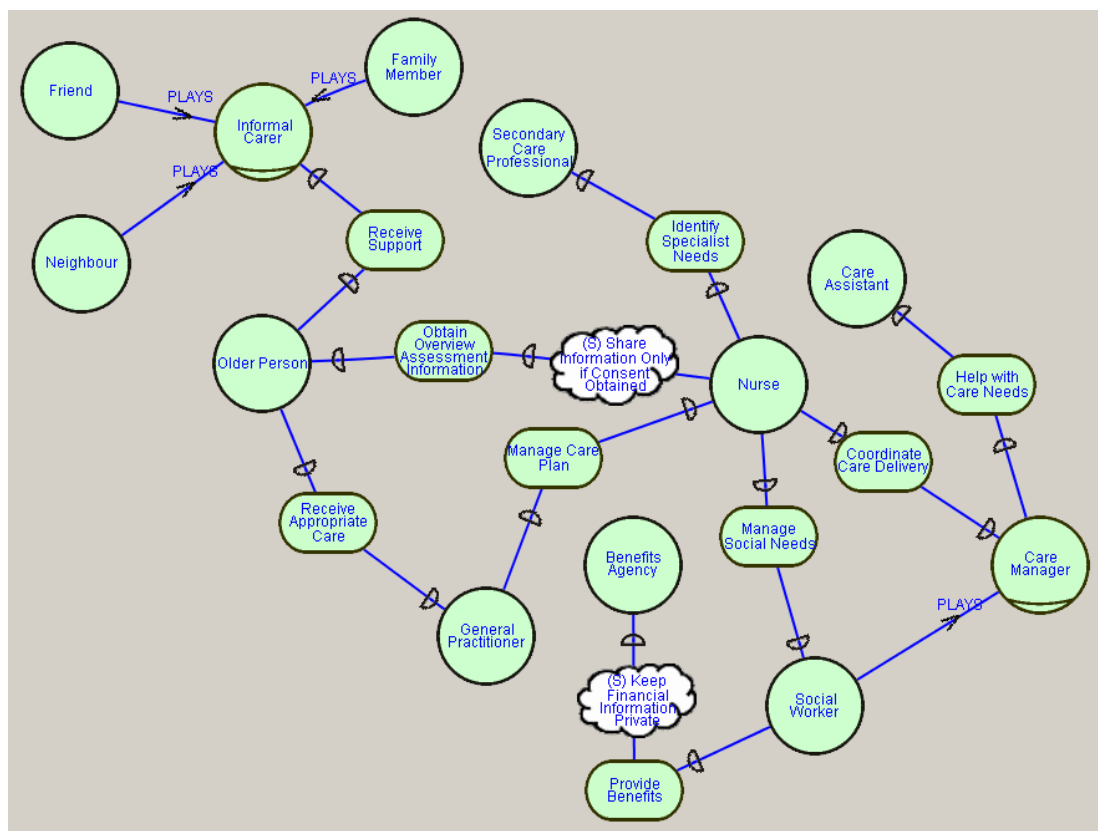 Friend
PLAYS
Informal
Carer
PLAYS
Family
Member
PLAYS
Neighbour
Receive
Support
Secondary
Care
Professional
Identify
Specialist
Needs
Care
Assistant
Older Person
Obtain
Overview
Assessment
Information
(S) Share
Information Only
if Consent
Obtained
Nurse
Help with
Care Needs
Manage Care
Plan
Coordinate
Care Delivery
Receive
Appropriate
Care
Benefits
Agency
Manage
Social Needs
Care
Manager
PLAYS
General
Practitioner
(S) Keep
Financial
Information
Private
Social
Worker
Provide
Benefits